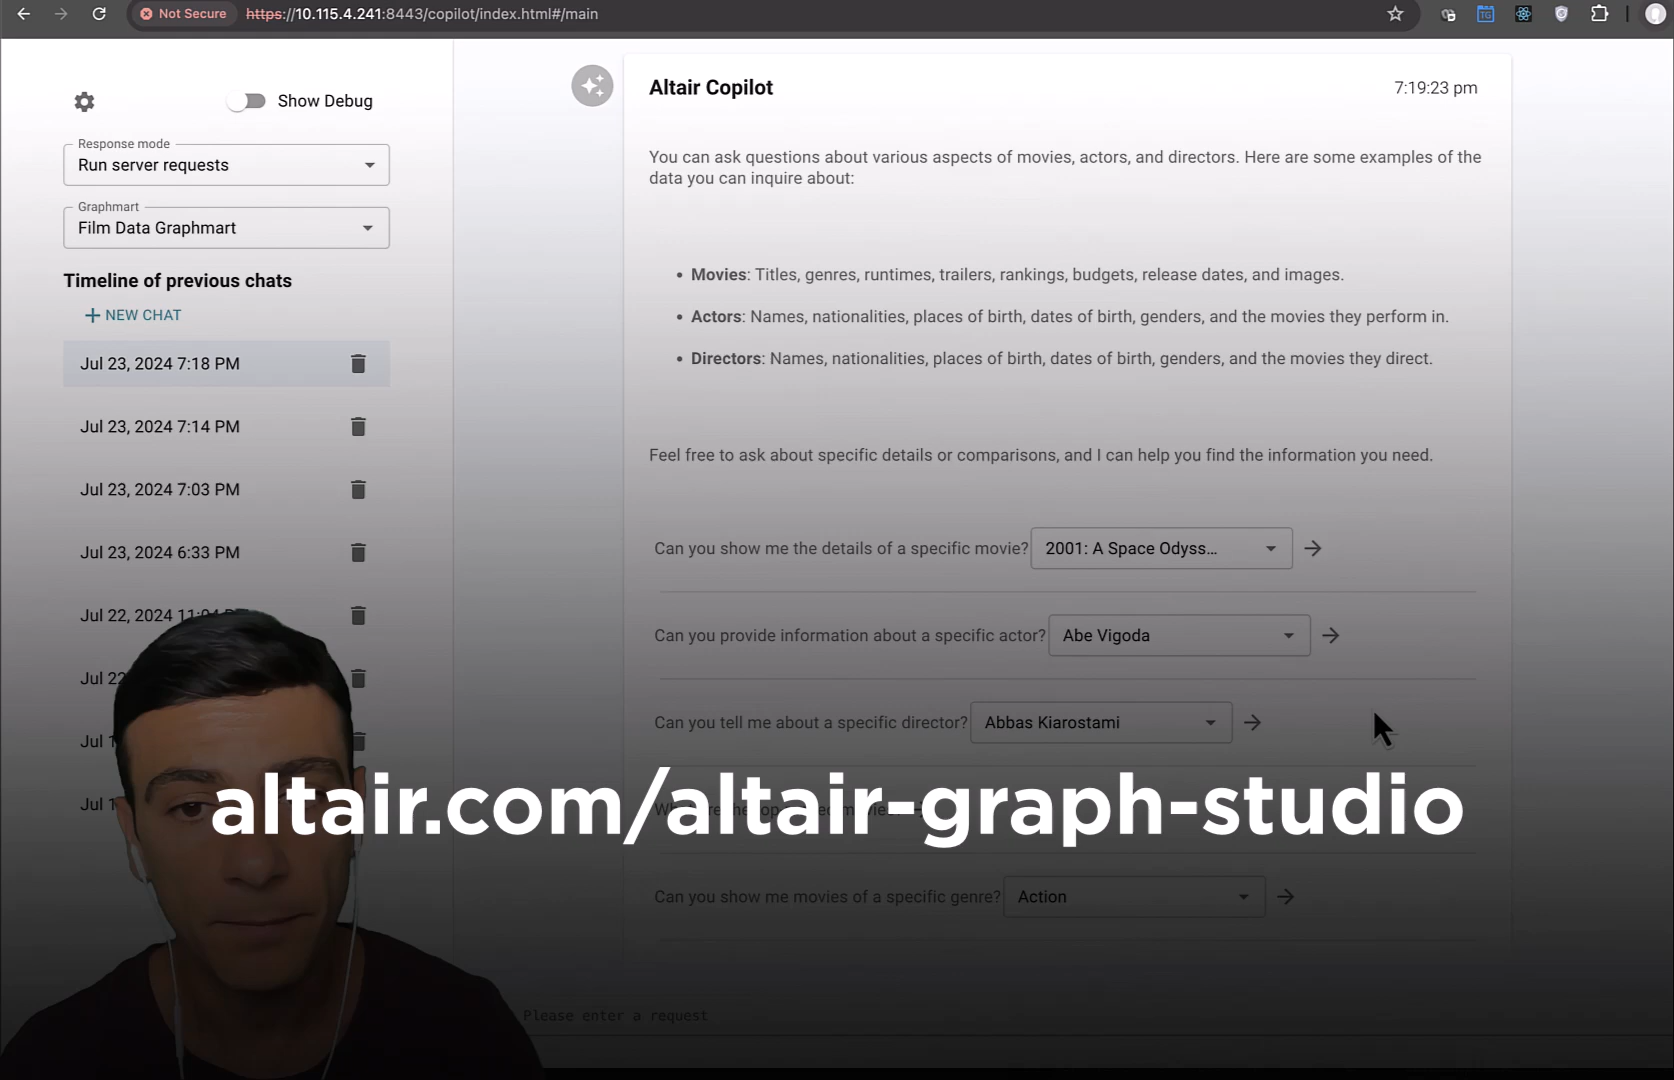 Not Secure https://10.115.4.241:8443/copilot/index.html#/main
TG
Show Debug
Response mode
Run server requests
Graphmart
Film Data Graphmart
Timeline of previous chats
NEW CHAT
Jul 23, 2024 7:18 PM
Jul 23, 2024 7:14 PM
Jul 23, 2024 7:03 PM
Jul 23, 2024 6:33 PM
Jul 22, 2024 11:04
Jul 22
Jul 1
Jul 1
Altair Copilot
7:19:23 pm
You can ask questions about various aspects of movies, actors, and directors. Here are some examples of the
data you can inquire about:
• Movies: Titles, genres, runtimes, trailers, rankings, budgets, release dates, and images.
• Actors: Names, nationalities, places of birth, dates of birth, genders, and the movies they perform in.
• Directors: Names, nationalities, places of birth, dates of birth, genders, and the movies they direct.
Feel free to ask about specific details or comparisons, and I can help you find the information you need.
Can you show me the details of a specific movie? 2001: A Space Odyss...
Can you provide information about a specific actor? Abe Vigoda
Can you tell me about a specific director? Abbas Kiarostami
altair.com/altair-graph-studio
Can you show me movies of a specific genre? Action
Please enter a request